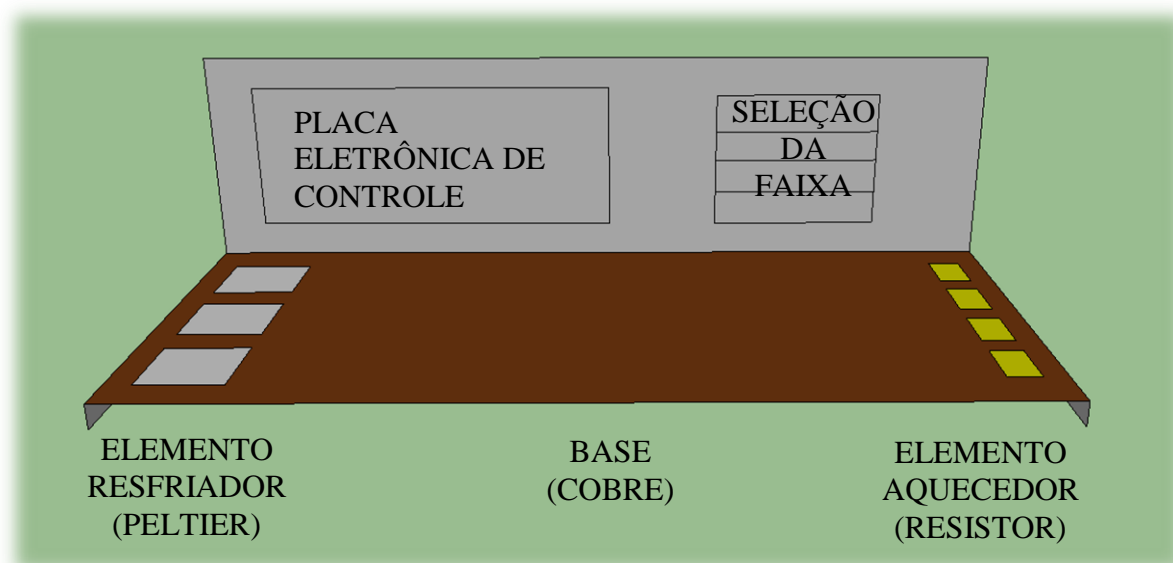 PLACA
ELETRÔNICA DE
CONTROLE
SELEÇÃO
DA
FAIXA
ELEMENTO
RESFRIADOR
(PELTIER)
BASE
(COBRE)
ELEMENTO
AQUECEDOR
(RESISTOR)